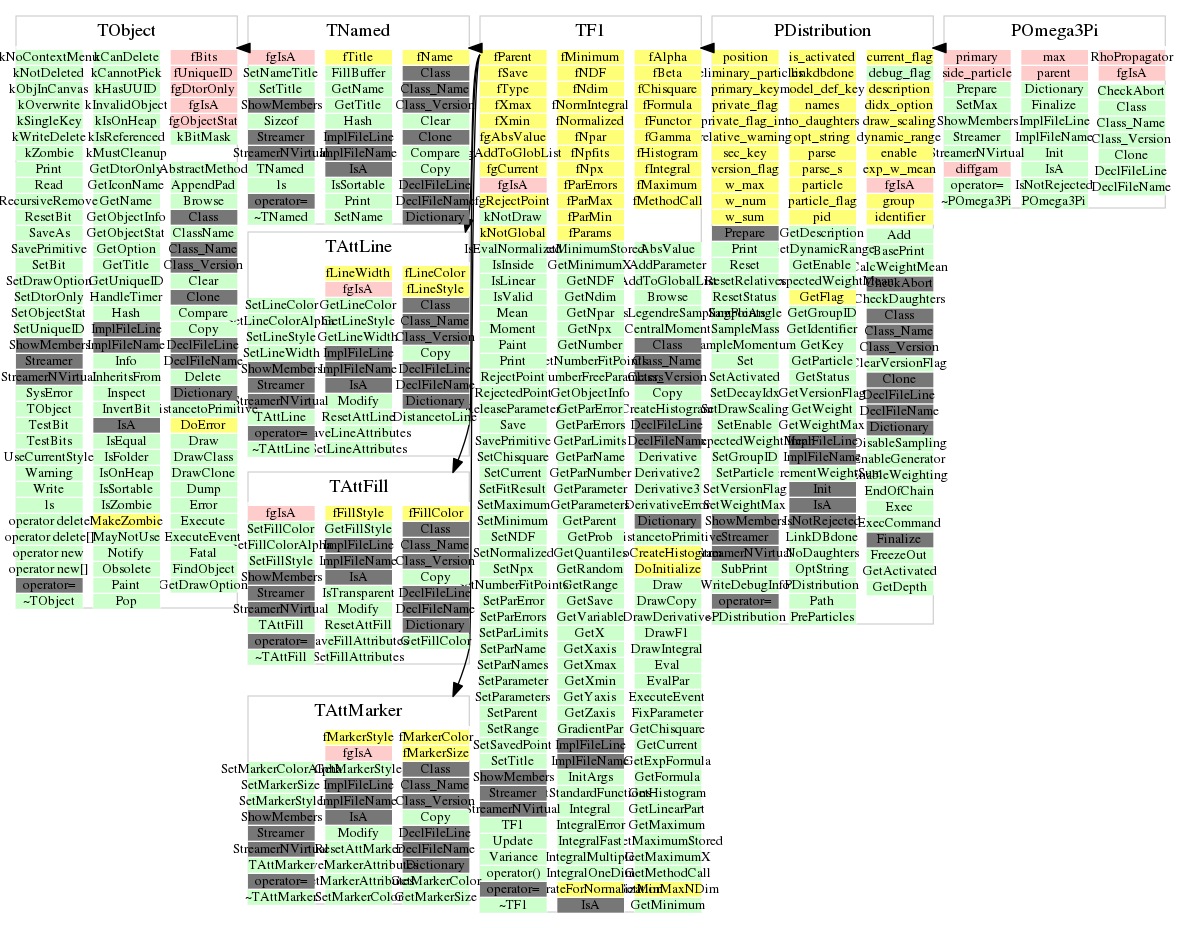 TObject
kNoContextMenu
kNotDeleted
kObjInCanvas
kOverwrite
kSingleKey
kWriteDelete
kZombie
Print
Read
RecursiveRemove
ResetBit
SaveAs
SavePrimitive
SetBit
SetDrawOption
SetDtorOnly
SetObjectStat
SetUniqueID
ShowMembers
Streamer
StreamerNVirtual
SysError
TObject
TestBit
TestBits
UseCurrentStyle
Warning
Write
ls
operator delete
operator delete[]
operator new
operator new[]
operator=
~TObject
kCanDelete
kCannotPick
kHasUUID
kInvalidObject
kIsOnHeap
kIsReferenced
kMustCleanup
GetDtorOnly
GetIconName
GetName
GetObjectInfo
GetObjectStat
GetOption
GetTitle
GetUniqueID
HandleTimer
Hash
ImplFileLine
ImplFileName
Info
InheritsFrom
Inspect
InvertBit
IsA
IsEqual
IsFolder
IsOnHeap
IsSortable
IsZombie
MakeZombie
MayNotUse
Notify
Obsolete
Paint
Pop
fBits
fUniqueID
fgDtorOnly
fgIsA
fgObjectStat
kBitMask
AbstractMethod
AppendPad
Browse
Class
ClassName
Class_Name
Class_Version
Clear
Clone
Compare
Copy
DeclFileLine
DeclFileName
Delete
Dictionary
DoError
Draw
DrawClass
DrawClone
Dump
Error
Execute
ExecuteEvent
Fatal
FindObject
GetDrawOption
TNamed
fgIsA
SetNameTitle
SetTitle
ShowMembers
Sizeof
Streamer
StreamerNVirtual
TNamed
ls
operator=
~TNamed
fTitle
FillBuffer
GetName
GetTitle
Hash
ImplFileLine
ImplFileName
IsA
IsSortable
Print
SetName
fName
Class
Class_Name
Class_Version
Clear
Clone
Compare
Copy
DeclFileLine
DeclFileName
Dictionary
TAttLine
SetLineColor
SetLineStyle
SetLineWidth
ShowMembers
Streamer
StreamerNVirtual
TAttLine
operator=
~TAttLine
fLineWidth
fgIsA
GetLineColor
GetLineStyle
GetLineWidth
ImplFileLine
ImplFileName
IsA
Modify
ResetAttLine
SetLineAttributes
fLineColor
fLineStyle
Class
Class_Name
Class_Version
Copy
DeclFileLine
DeclFileName
Dictionary
DistancetoLine
TAttFill
fgIsA
SetFillColor
SetFillStyle
ShowMembers
Streamer
StreamerNVirtual
TAttFill
operator=
~TAttFill
fFillStyle
GetFillStyle
ImplFileLine
ImplFileName
IsA
IsTransparent
Modify
ResetAttFill
SetFillAttributes
fFillColor
Class
Class_Name
Class_Version
Copy
DeclFileLine
DeclFileName
Dictionary
GetFillColor
TAttMarker
SetMarkerSize
SetMarkerStyle
ShowMembers
Streamer
StreamerNVirtual
TAttMarker
operator=
~TAttMarker
fMarkerStyle
fgIsA
GetMarkerStyle
ImplFileLine
ImplFileName
IsA
Modify
ResetAttMarker
SetMarkerColor
fMarkerColor
fMarkerSize
Class
Class_Name
Class_Version
Copy
DeclFileLine
DeclFileName
Dictionary
GetMarkerColor
GetMarkerSize
TF1
fParent
fSave
fType
fXmax
fXmin
fgAbsValue
fgAddToGlobList
fgCurrent
fgIsA
fgRejectPoint
kNotDraw
kNotGlobal
IsEvalNormalized
IsInside
IsLinear
IsValid
Mean
Moment
Paint
Print
RejectPoint
RejectedPoint
ReleaseParameter
Save
SavePrimitive
SetChisquare
SetCurrent
SetFitResult
SetMaximum
SetMinimum
SetNDF
SetNormalized
SetNpx
SetNumberFitPoints
SetParError
SetParErrors
SetParLimits
SetParName
SetParNames
SetParameter
SetParameters
SetParent
SetRange
SetSavedPoint
SetTitle
ShowMembers
Streamer
StreamerNVirtual
TF1
Update
Variance
operator()
operator=
~TF1
fMinimum
fNDF
fNdim
fNormIntegral
fNormalized
fNpar
fNpfits
fNpx
fParErrors
fParMax
fParMin
fParams
GetMinimumStored
GetMinimumX
GetNDF
GetNdim
GetNpar
GetNpx
GetNumber
GetNumberFitPoints
GetNumberFreeParameters
GetObjectInfo
GetParError
GetParErrors
GetParLimits
GetParName
GetParNumber
GetParameter
GetParameters
GetParent
GetProb
GetQuantiles
GetRandom
GetRange
GetSave
GetVariable
GetX
GetXaxis
GetXmax
GetXmin
GetYaxis
GetZaxis
GradientPar
ImplFileLine
ImplFileName
InitArgs
Integral
IntegralError
IntegralFast
IntegralMultiple
IntegralOneDim
IsA
fAlpha
fBeta
fChisquare
fFormula
fFunctor
fGamma
fHistogram
fIntegral
fMaximum
fMethodCall
AbsValue
AddParameter
AddToGlobalList
Browse
CentralMoment
Class
Class_Name
Class_Version
Copy
CreateHistogram
DeclFileLine
DeclFileName
Derivative
Derivative2
Derivative3
DerivativeError
Dictionary
DistancetoPrimitive
DoCreateHistogram
DoInitialize
Draw
DrawCopy
DrawDerivative
DrawF1
DrawIntegral
Eval
EvalPar
ExecuteEvent
FixParameter
GetChisquare
GetCurrent
GetExpFormula
GetFormula
GetHistogram
GetLinearPart
GetMaximum
GetMaximumStored
GetMaximumX
GetMethodCall
GetMinMaxNDim
GetMinimum
PDistribution
position
preliminary_particles
primary_key
private_flag
private_flag_int
relative_warning
sec_key
version_flag
w_max
w_num
w_sum
Prepare
Print
Reset
ResetRelatives
ResetStatus
SampleMass
SampleMomentum
Set
SetActivated
SetDecayIdx
SetDrawScaling
SetEnable
SetGroupID
SetParticle
SetVersionFlag
SetWeightMax
ShowMembers
Streamer
StreamerNVirtual
SubPrint
WriteDebugInfo
operator=
~PDistribution
is_activated
linkdbdone
model_def_key
names
no_daughters
opt_string
parse
parse_s
particle
particle_flag
pid
GetDescription
GetDynamicRange
GetEnable
GetExpectedWeightMean
GetFlag
GetGroupID
GetIdentifier
GetKey
GetParticle
GetStatus
GetVersionFlag
GetWeight
GetWeightMax
ImplFileLine
ImplFileName
Init
IsA
IsNotRejected
LinkDBdone
NoDaughters
OptString
PDistribution
Path
PreParticles
current_flag
debug_flag
description
didx_option
draw_scaling
dynamic_range
enable
exp_w_mean
fgIsA
group
identifier
Add
BasePrint
CalcWeightMean
CheckAbort
CheckDaughters
Class
Class_Name
Class_Version
ClearVersionFlag
Clone
DeclFileLine
DeclFileName
Dictionary
DisableSampling
EnableGenerator
EnableWeighting
EndOfChain
Exec
ExecCommand
Finalize
FreezeOut
GetActivated
GetDepth
POmega3Pi
primary
side_particle
Prepare
SetMax
ShowMembers
Streamer
StreamerNVirtual
diffgam
operator=
~POmega3Pi
max
parent
Dictionary
Finalize
ImplFileLine
ImplFileName
Init
IsA
IsNotRejected
POmega3Pi
RhoPropagator
fgIsA
CheckAbort
Class
Class_Name
Class_Version
Clone
DeclFileLine
DeclFileName